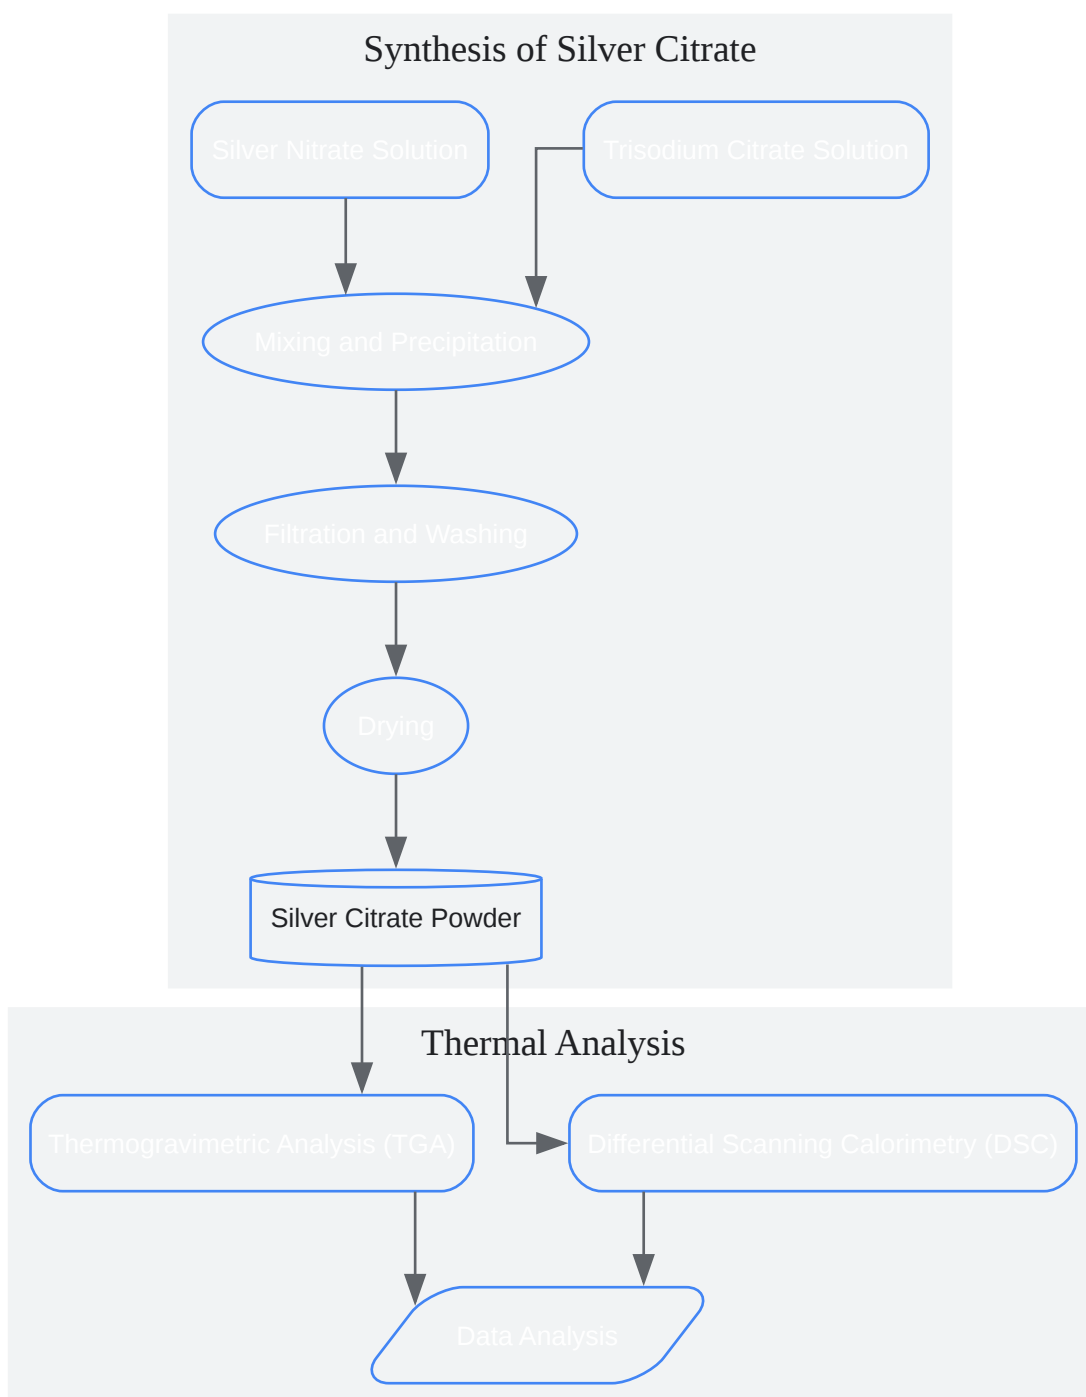 Synthesis of Silver Citrate
Silver Nitrate Solution
Trisodium Citrate Solution
Mixing and Precipitation
Filtration and Washing
Drying
Silver Citrate Powder
Thermal Analysis
Thermogravimetric Analysis (TGA)
Differential Scanning Calorimetry (DSC)
Data Analysis